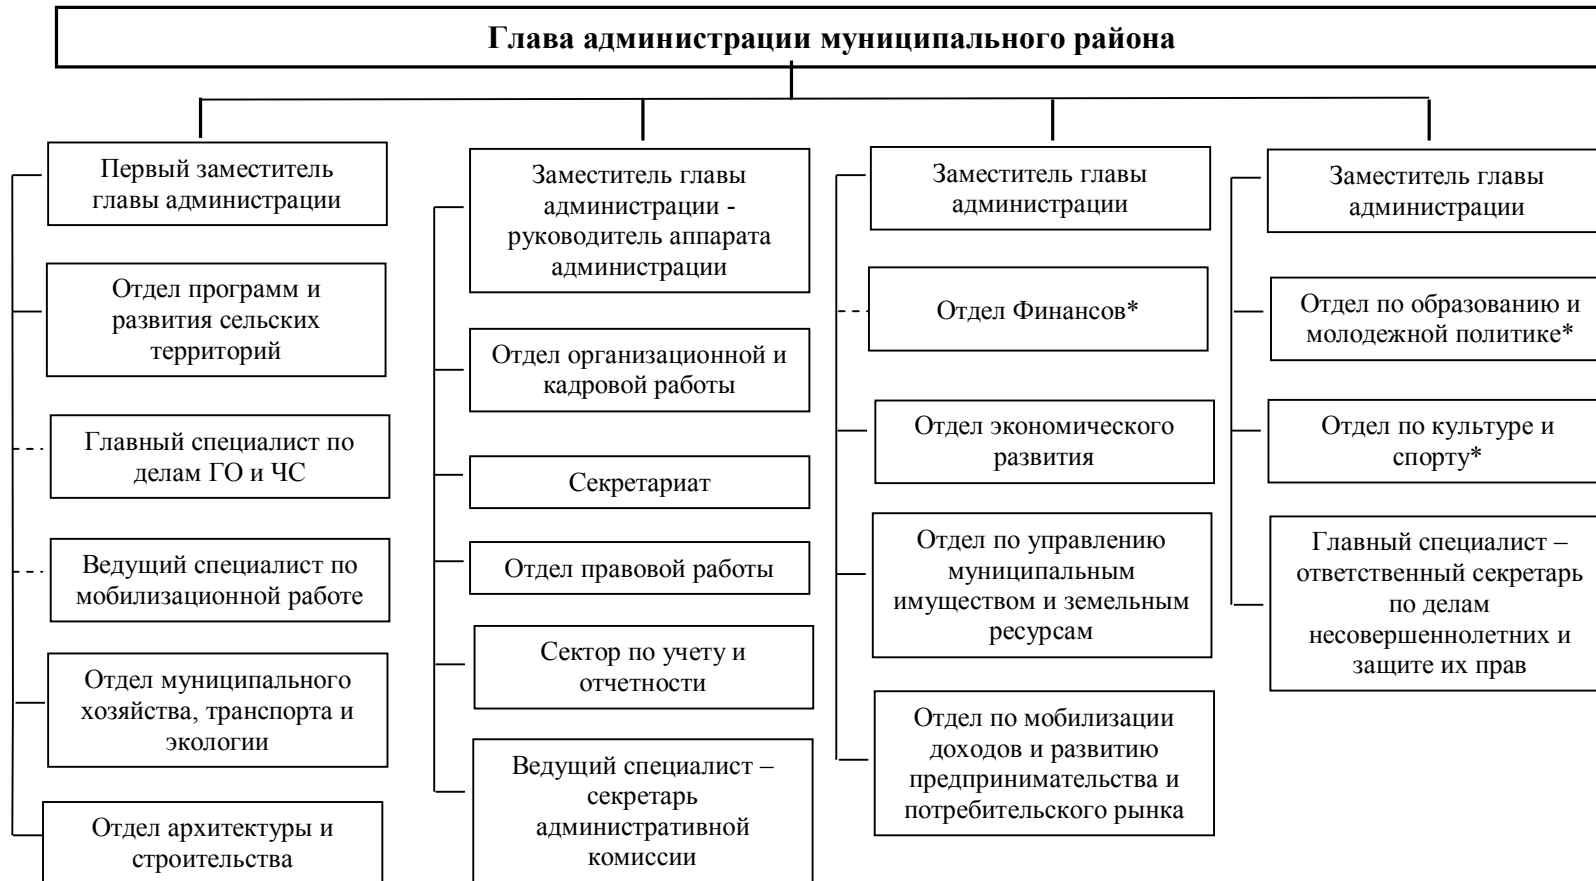 Глава администрации муниципального района
Первый заместитель
главы администрации
Отдел программ и
развития сельских
территорий
Главный специалист по
делам ГО и ЧС
Ведущий специалист по
мобилизационной работе
Отдел муниципального
хозяйства, транспорта и
экологии
Отдел архитектуры и
строительства
Заместитель главы
администрации -
руководитель аппарата
администрации
Отдел организационной и
кадровой работы
Секретариат
Отдел правовой работы
Сектор по учету и
отчетности
Ведущий специалист –
секретарь
административной
комиссии
Заместитель главы
администрации
Отдел Финансов*
Отдел экономического
развития
Отдел по управлению
муниципальным
имуществом и земельным
ресурсам
Отдел по мобилизации
доходов и развитию
предпринимательства и
потребительского рынка
Заместитель главы
администрации
Отдел по образованию и
молодежной политике*
Отдел по культуре и
спорту*
Главный специалист –
ответственный секретарь
по делам
несовершеннолетних и
защите их прав